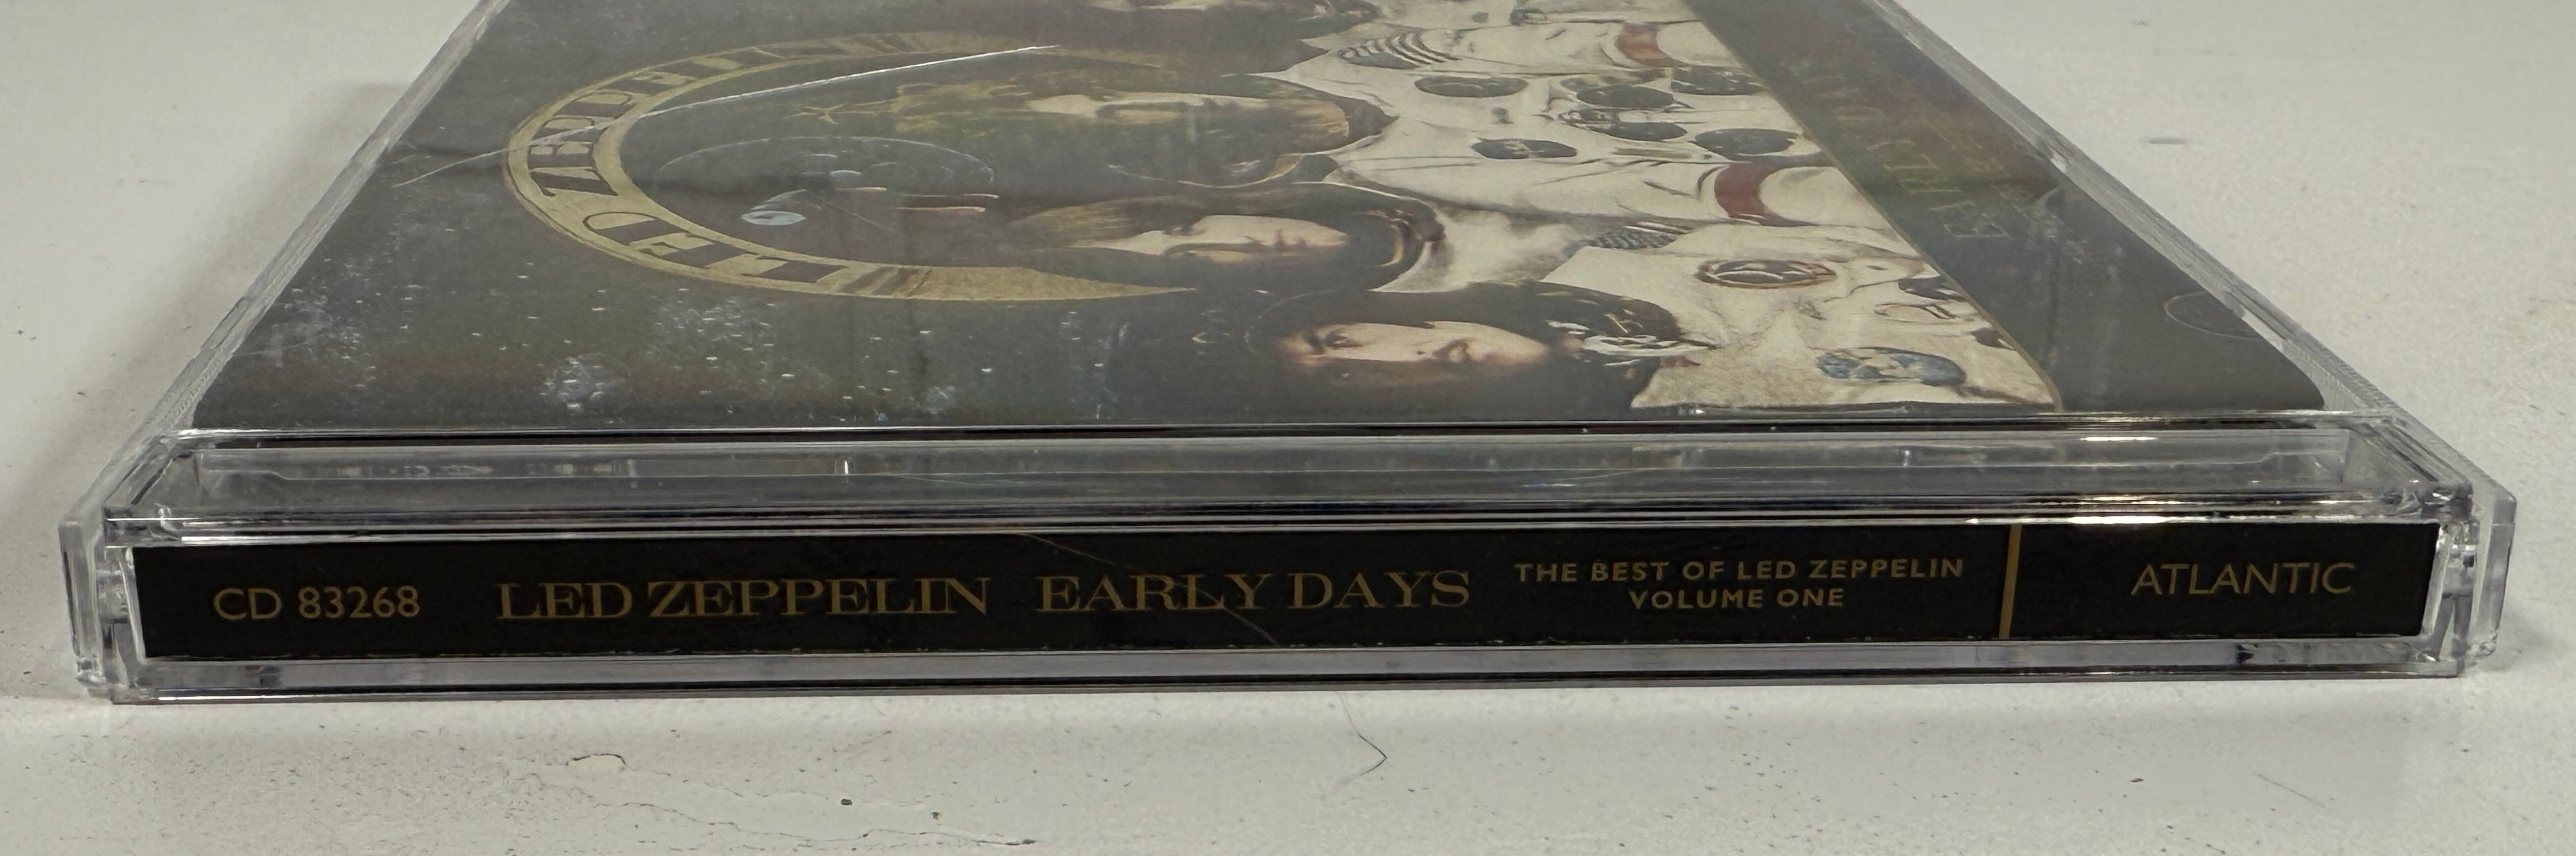 LED ZEPPELIN
EARLY DAYS
CD 83268 LED ZEPPELIN EARLY DAYS THE BEST OF LED ZEPPELIN
VOLUME ONE
ATLANTIC